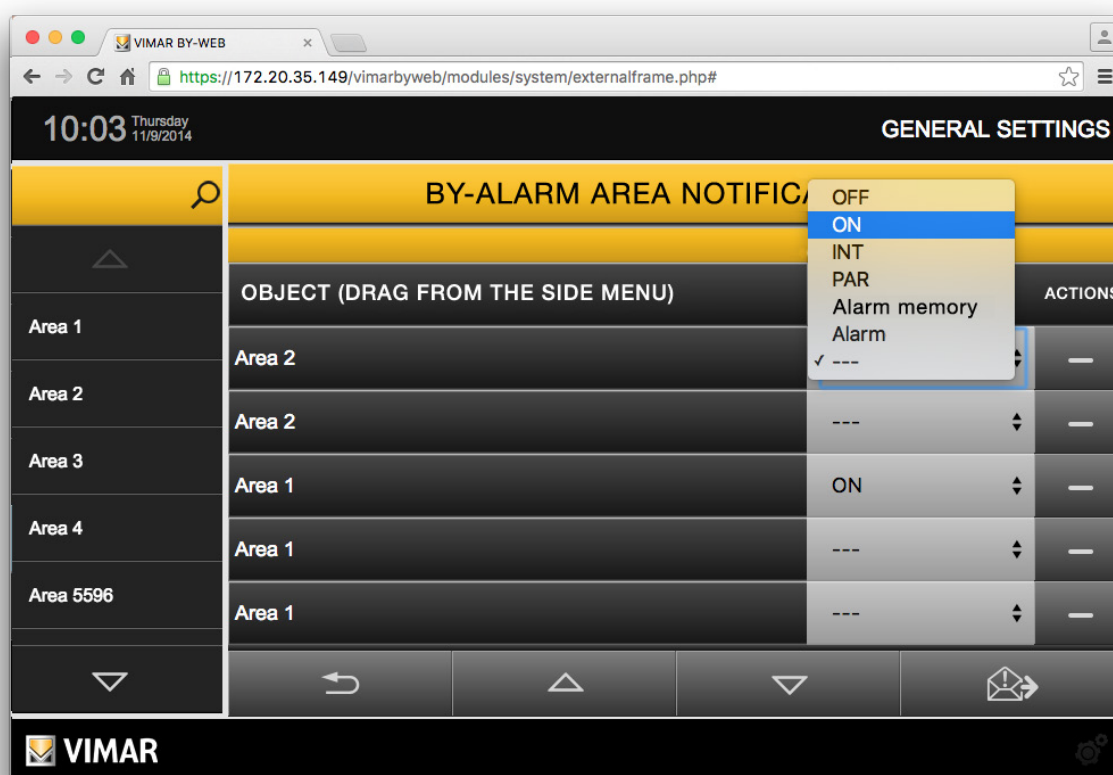 VIMAR BY-WEB
https://172.20.35.149/vimarbyweb/modules/system/externalframe.php#
10:03 Thursday 11/9/2014
GENERAL SETTINGS
BY-ALARM AREA
OBJECT (DRAG FROM THE SIDE MENU)
OFF
ON
INT
PAR
Alarm memory
Alarm
✓ ---
Area 1
Area 2
Area 3
Area 4
Area 5596
Area 2
Area 2 ---
Area 1 ON
Area 1 ---
Area 1 ---
VIMAR